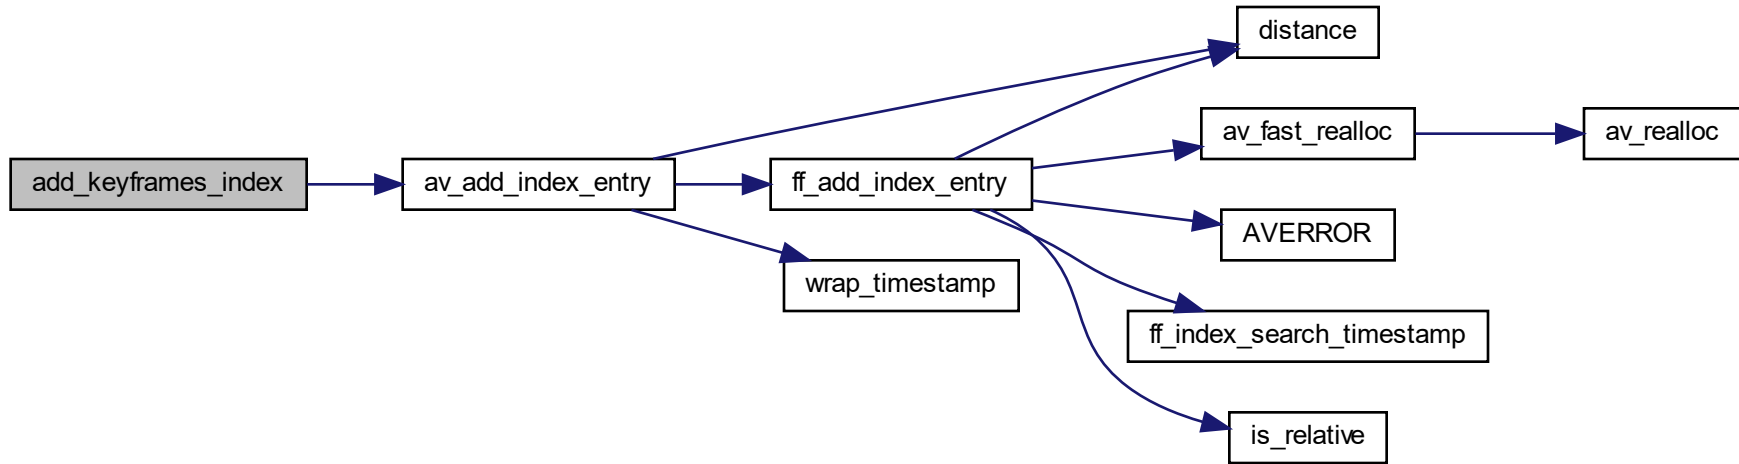 distance
av_fast_realloc
av_realloc
add_keyframes_index
av_add_index_entry
ff_add_index_entry
AVERROR
wrap_timestamp
ff_index_search_timestamp
is_relative